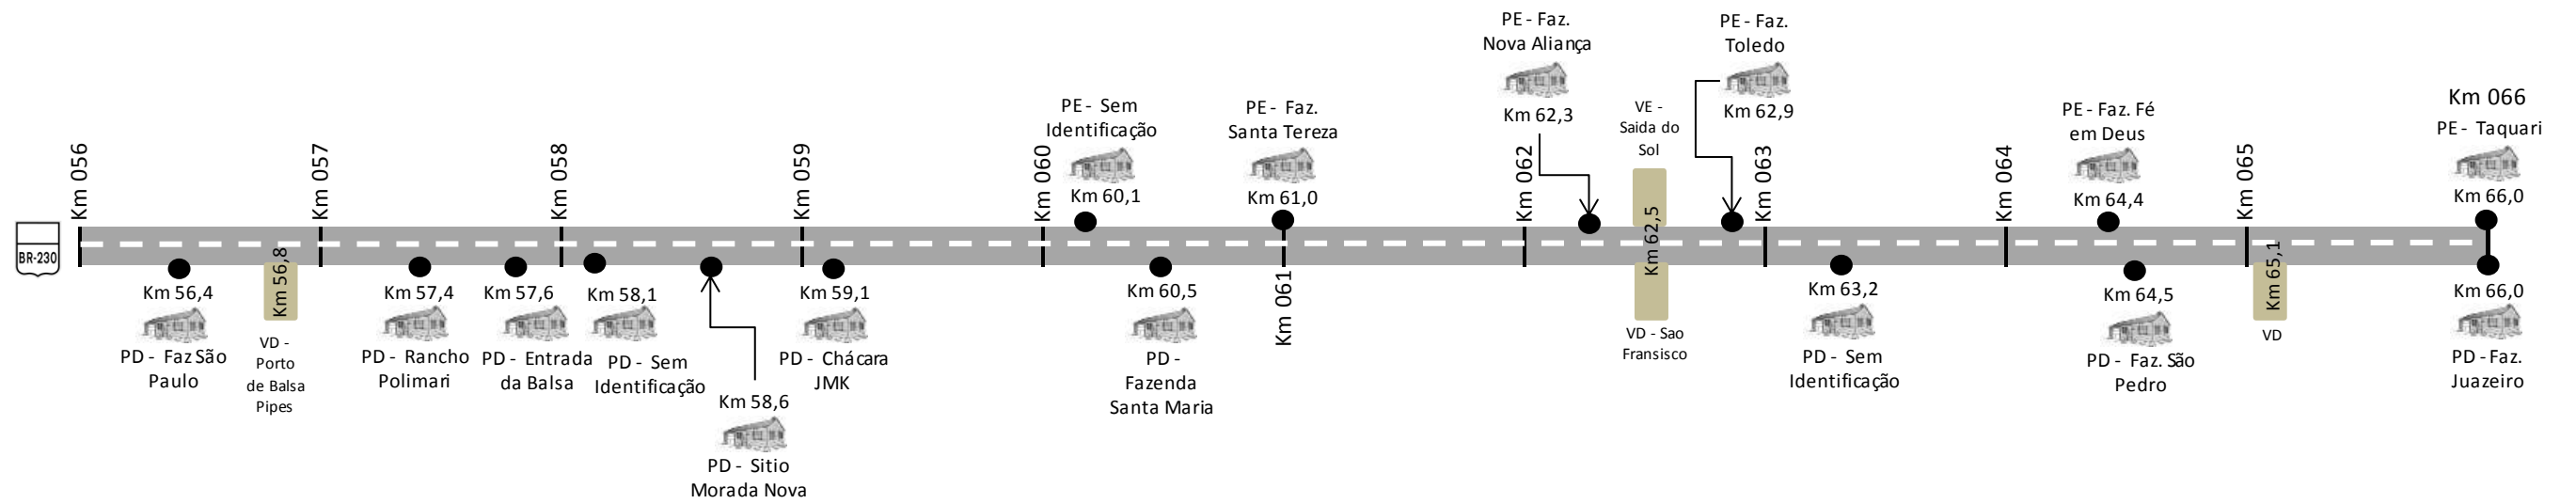 PE - Faz.
Nova Aliança
Km 62,3
PE - Faz.
Toledo
Km 62,9
PE - Sem
Identificação
Km 60,1
PE - Faz.
Santa Tereza
Km 61,0
VE -
Saida do
Sol
PE - Faz. Fé
em Deus
Km 64,4
Km 066
PE - Taquari
Km 66,0
Km 056
Km 057
Km 058
Km 059
Km 060
Km 061
Km 062
Km 063
Km 064
Km 065
BR-230
Km 56,8
Km 62,5
Km 65,1
Km 56,4
PD - Faz São
Paulo
VD -
Porto
de Balsa
Pipes
Km 57,4
PD - Rancho
Polimari
Km 57,6
PD - Entrada
da Balsa
Km 58,1
PD - Sem
Identificação
Km 58,6
PD - Sitio
Morada Nova
Km 59,1
PD - Chácara
JMK
Km 60,5
PD -
Fazenda
Santa Maria
VD - Sao
Fransisco
Km 63,2
PD - Sem
Identificação
Km 64,5
PD - Faz. São
Pedro
VD
Km 66,0
PD - Faz.
Juazeiro